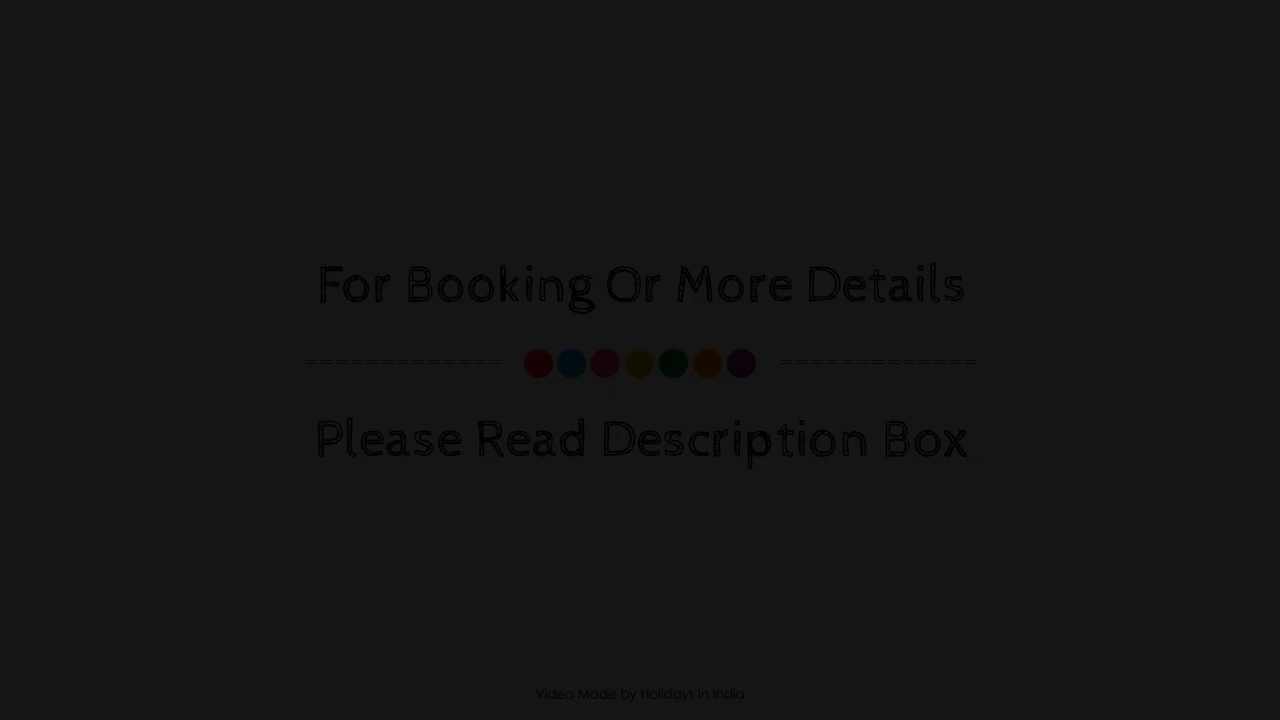 For Booking Or More Details
============= =============
Please Read Description Box
Video Made by Holidays In India